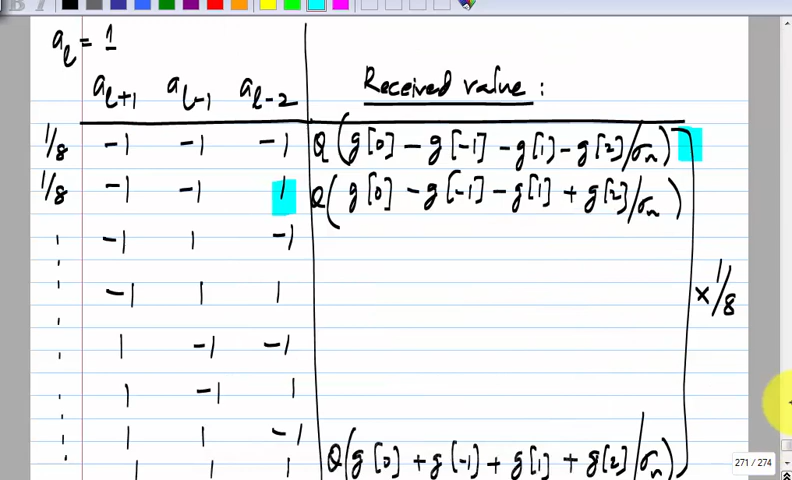 a_l = 1
a_{l+1} a_{l-1} a_{l-2} Received value :
1/8 -1 -1 -1 Q(g[0] - g[-1] - g[1] - g[2]/σ_n)
1/8 -1 -1 1 Q(g[0] - g[-1] - g[1] + g[2]/σ_n)
-1 1 -1
-1 1 1 × 1/8
1 -1 -1
1 -1 1
1 1 -1
1 1 1 Q(g[0] + g[-1] + g[1] + g[2]/σ_n)
271 / 274